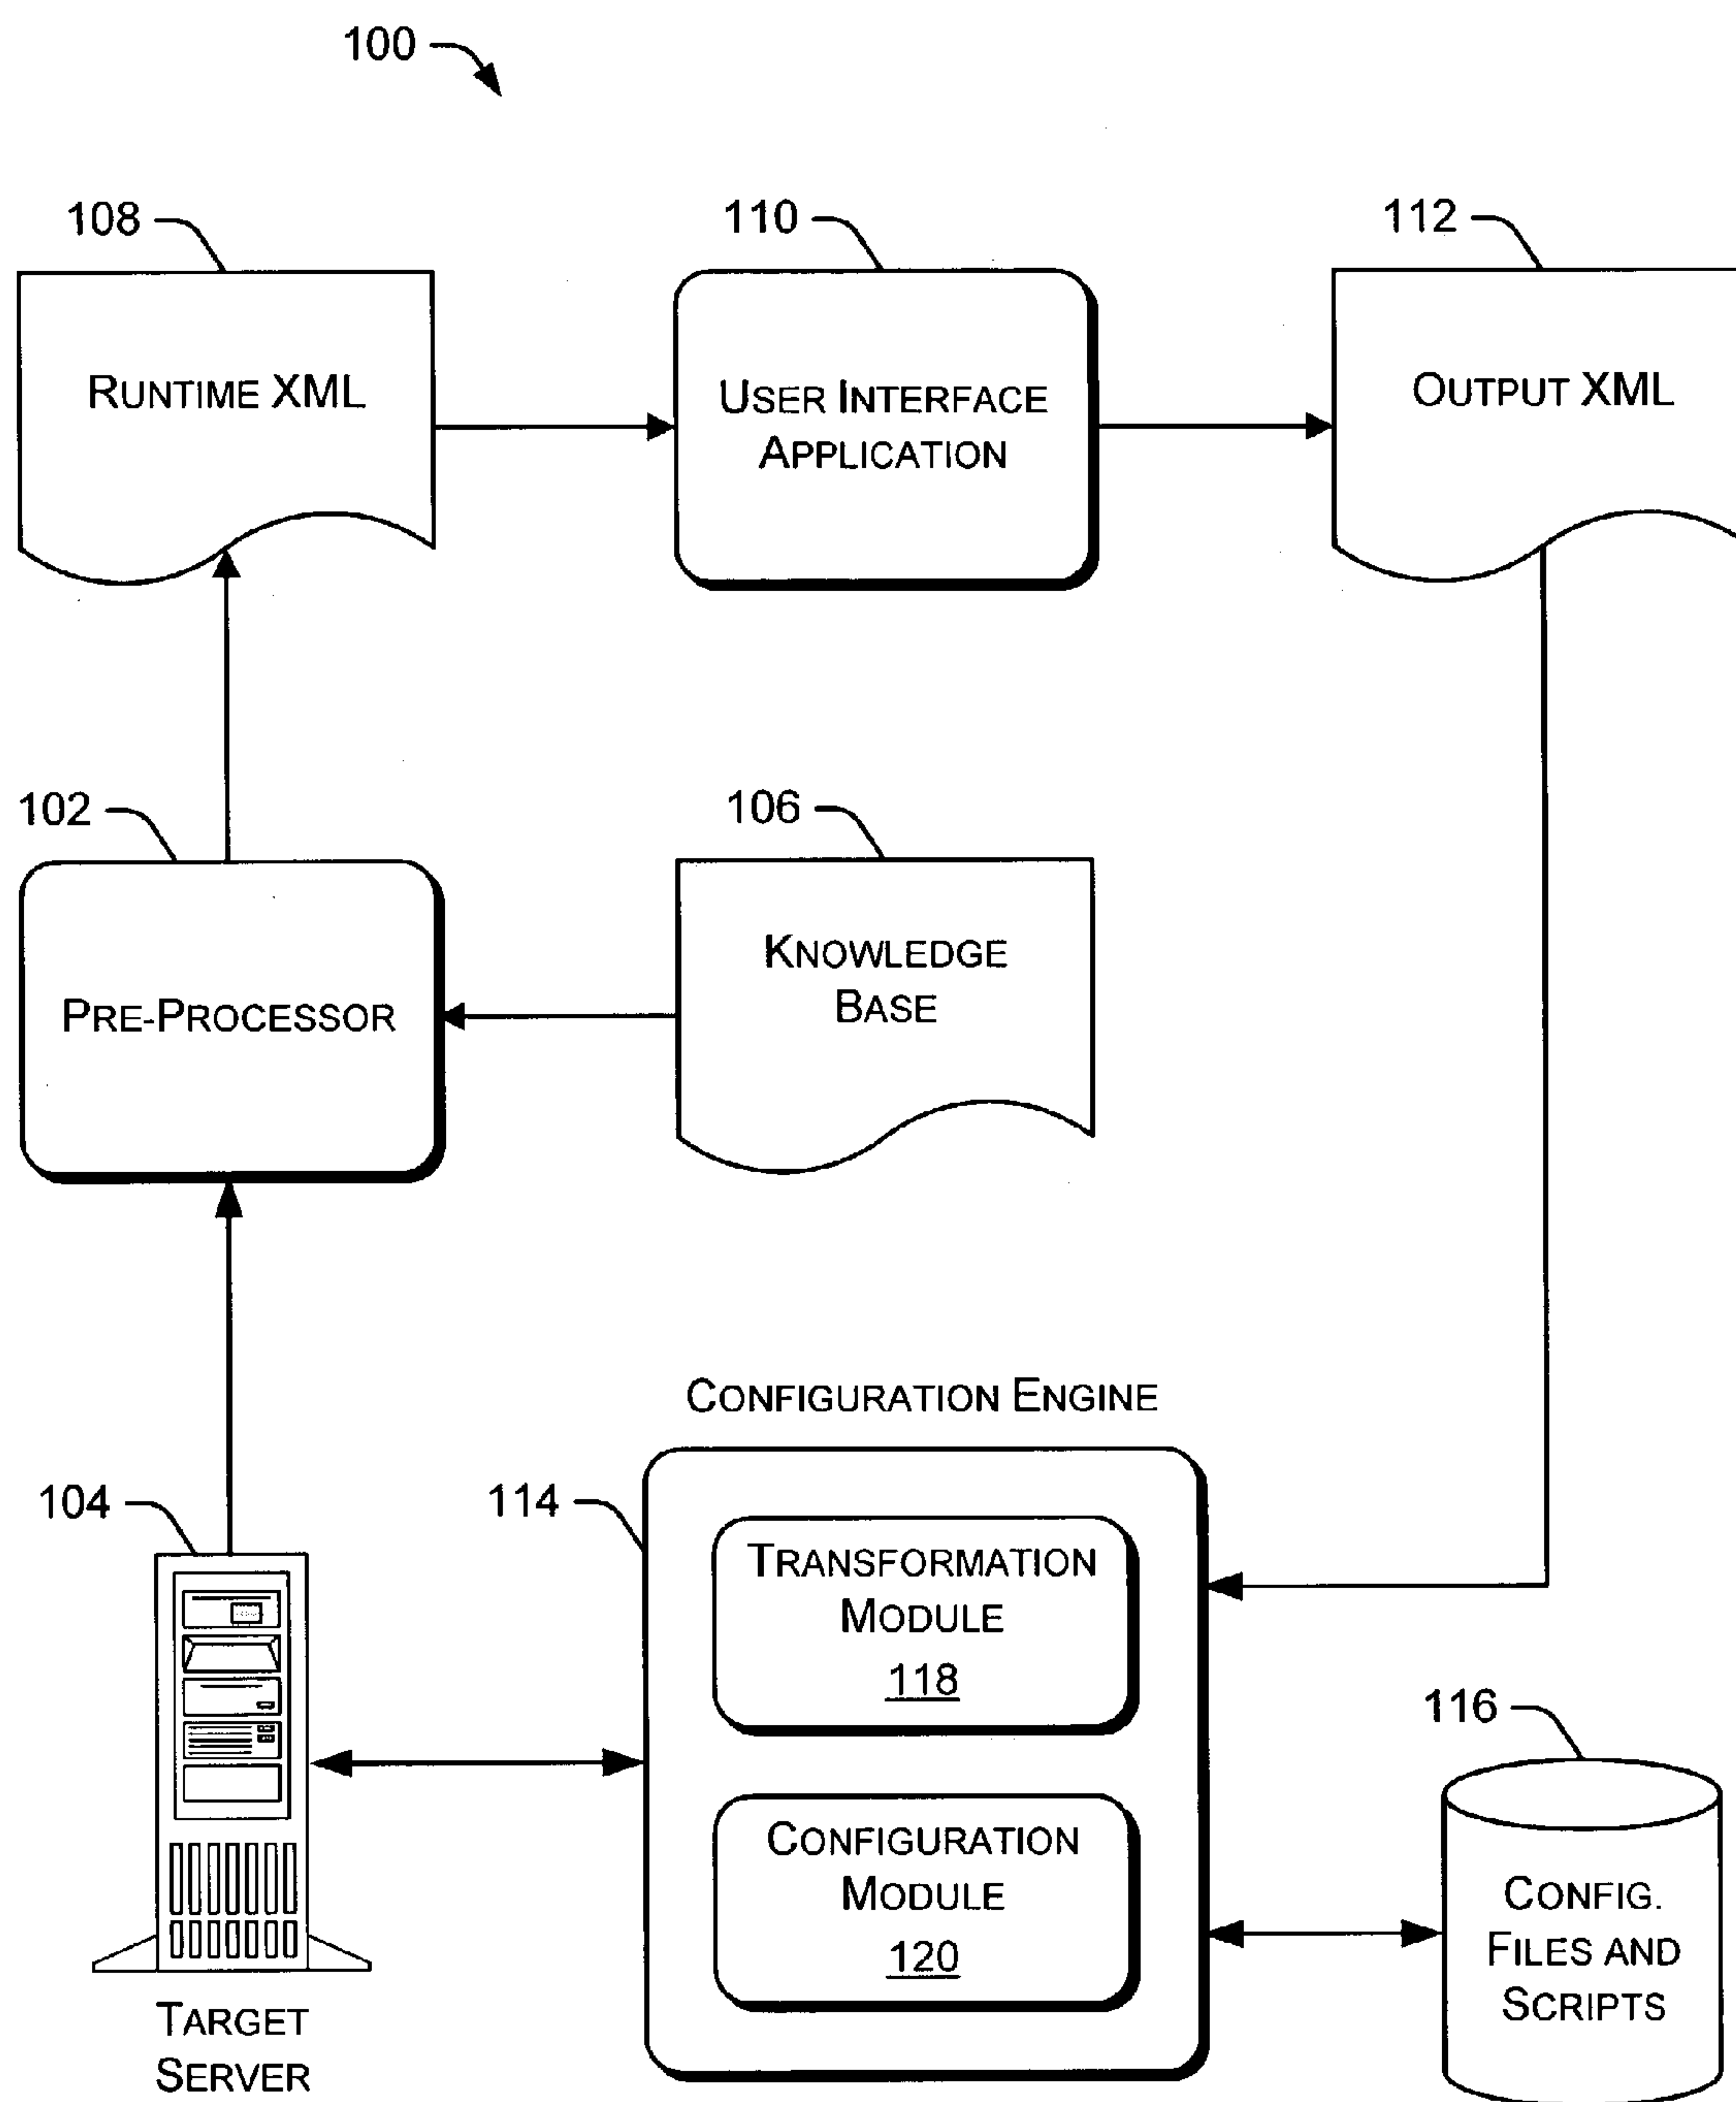 100
108
110
112
RUNTIME XML
USER INTERFACE
APPLICATION
OUTPUT XML
102
106
PRE-PROCESSOR
KNOWLEDGE
BASE
CONFIGURATION ENGINE
104
114
TRANSFORMATION
MODULE
118
116
CONFIGURATION
MODULE
120
CONFIG.
FILES AND
SCRIPTS
TARGET
SERVER